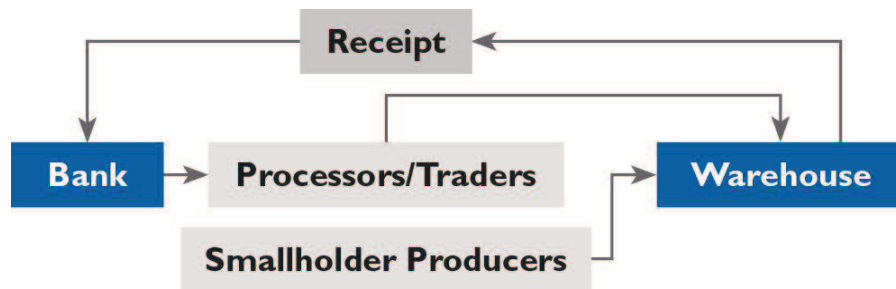 Receipt
Bank
Processors/Traders
Warehouse
Smallholder Producers